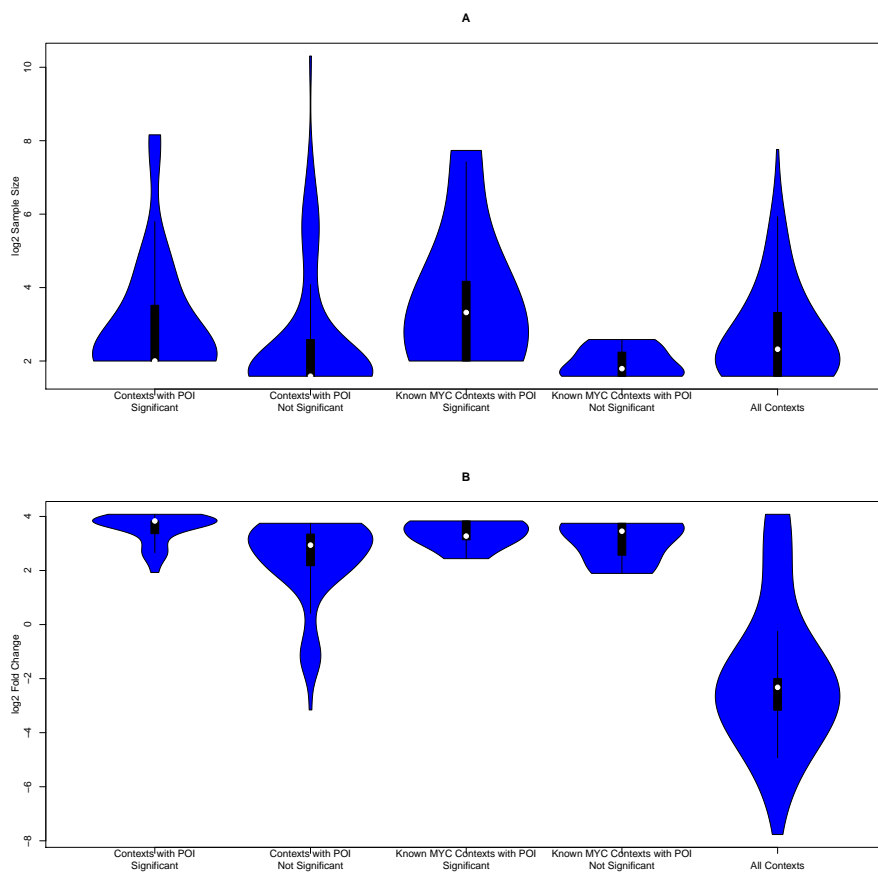 A
log2 Sample Size
10
8
6
4
2
Contexts with POI
Significant
Contexts with POI
Not Significant
Known MYC Contexts with POI
Significant
Known MYC Contexts with POI
Not Significant
All Contexts
B
log2 Fold Change
4
2
0
−2
−4
−6
−8
Contexts with POI
Significant
Contexts with POI
Not Significant
Known MYC Contexts with POI
Significant
Known MYC Contexts with POI
Not Significant
All Contexts